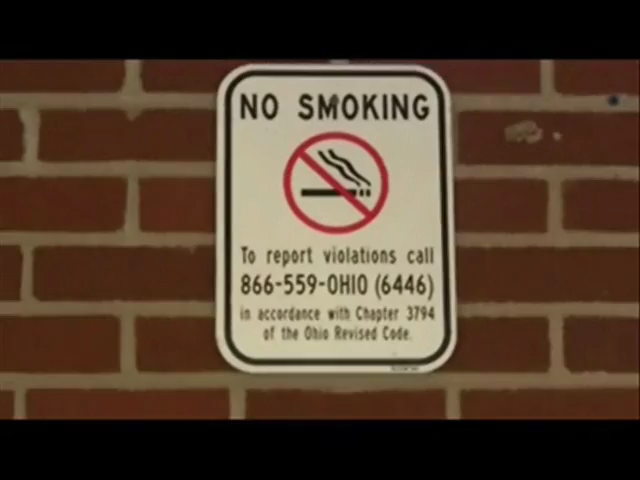 NO SMOKING
To report violations call
866-559-OHIO (6446)
in accordance with Chapter 3794
of the Ohio Revised Code.